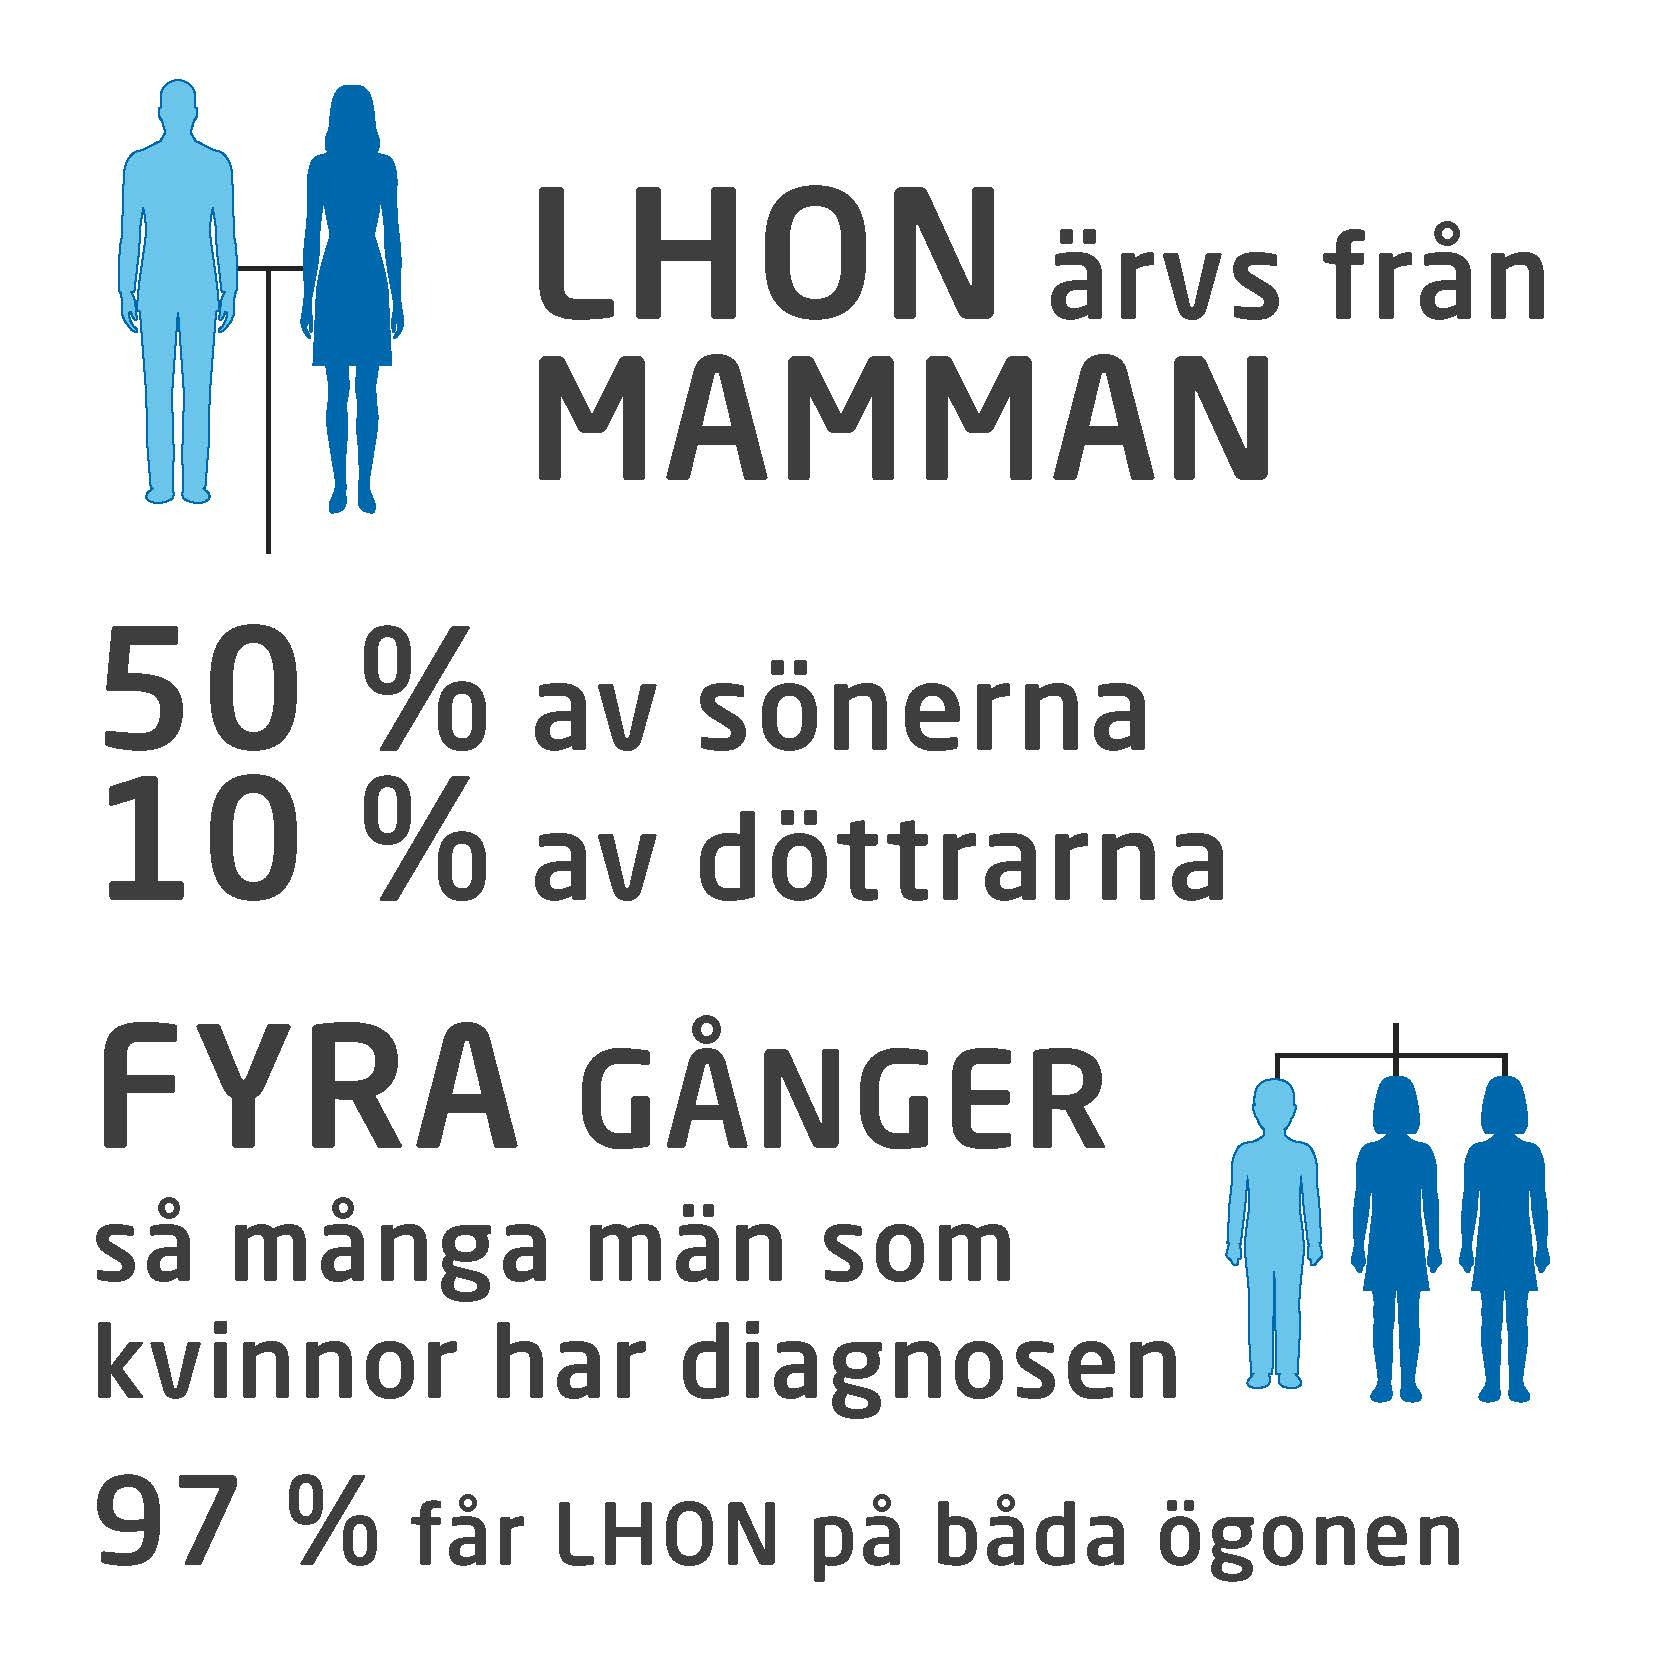 LHON ärvs från
MAMMAN
50 % av sönerna
10 % av döttrarna
FYRA GÅNGER
så många män som
kvinnor har diagnosen
97 % får LHON på båda ögonen